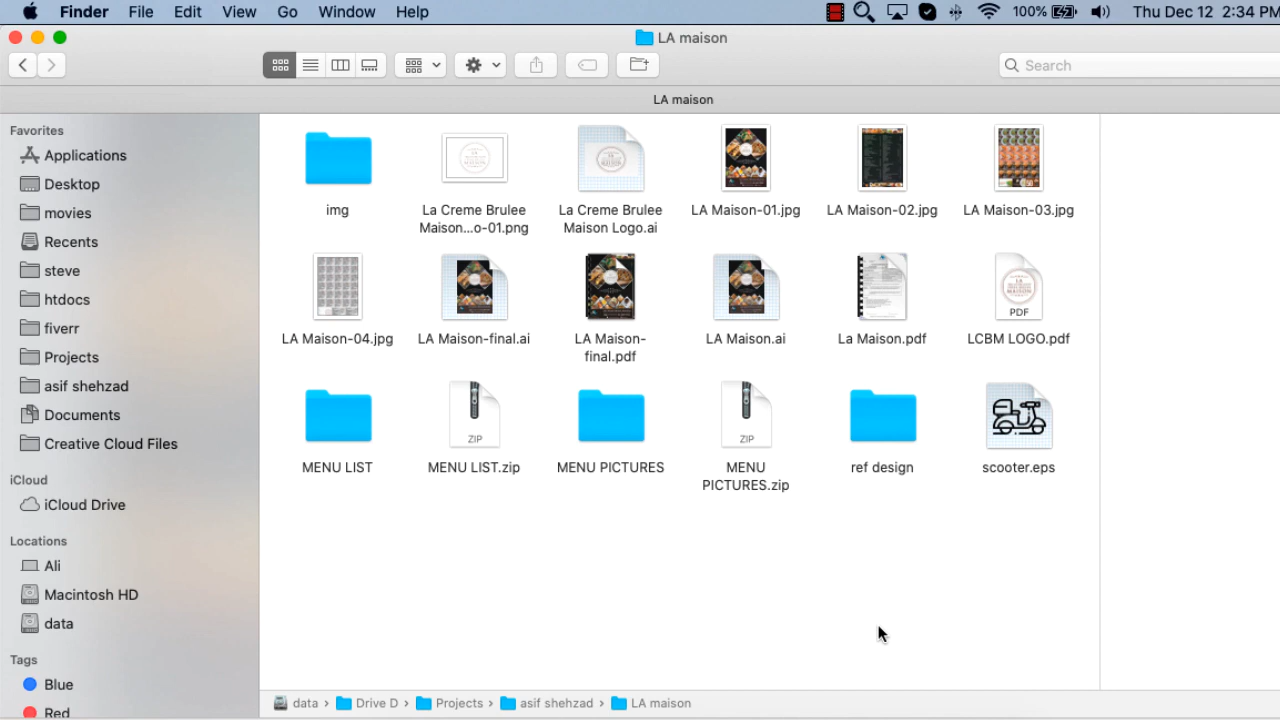 Finder File Edit View Go Window Help 100% Thu Dec 12 2:34 PM
LA maison
Search
LA maison
Favorites
Applications
Desktop
movies
Recents
steve
htdocs
fiverr
Projects
asif shehzad
Documents
Creative Cloud Files
iCloud
iCloud Drive
Locations
Ali
Macintosh HD
data
Tags
Blue
Red
img
La Creme Brulee
Maison...o-01.png
La Creme Brulee
Maison Logo.ai
LA Maison-01.jpg
LA Maison-02.jpg
LA Maison-03.jpg
LA Maison-04.jpg
LA Maison-final.ai
LA Maison-
final.pdf
LA Maison.ai
La Maison.pdf
PDF
LCBM LOGO.pdf
MENU LIST
ZIP
MENU LIST.zip
MENU PICTURES
ZIP
MENU
PICTURES.zip
ref design
scooter.eps
data › Drive D › Projects › asif shehzad › LA maison